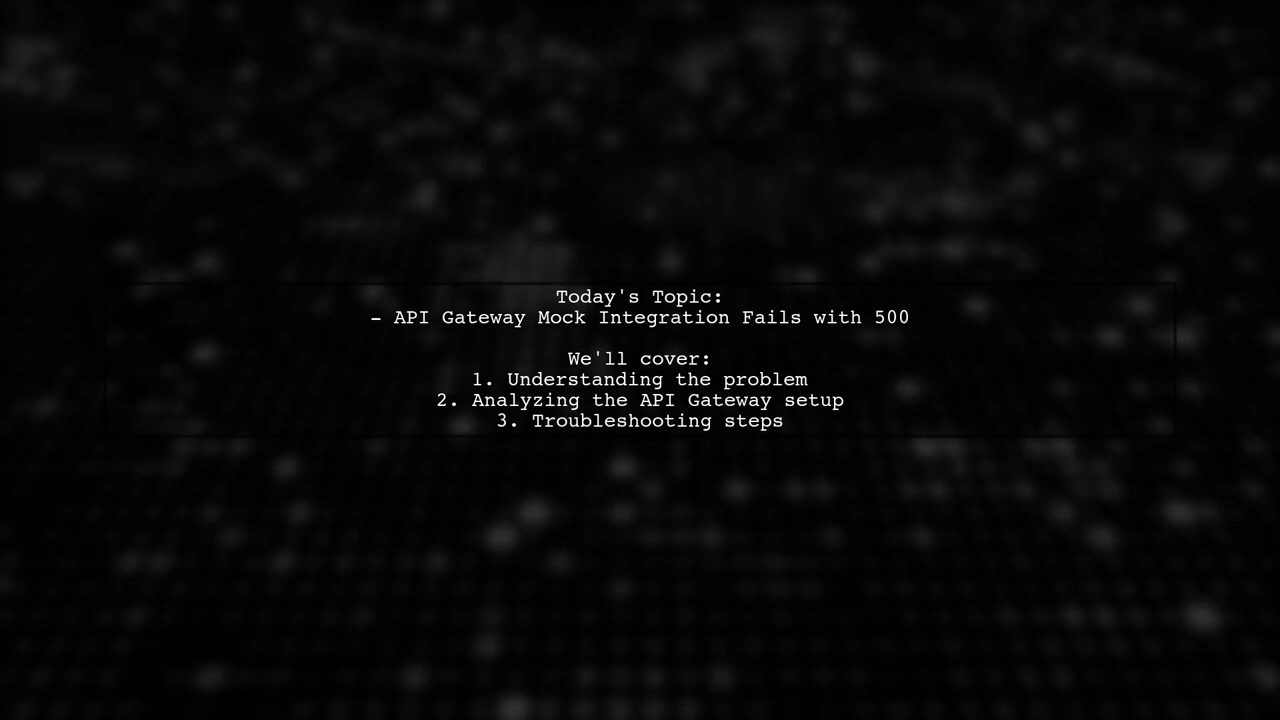 Today's Topic:
- API Gateway Mock Integration Fails with 500
We'll cover:
1. Understanding the problem
2. Analyzing the API Gateway setup
3. Troubleshooting steps